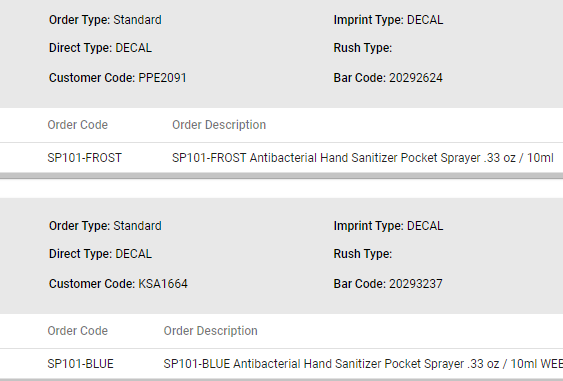 Order Type: Standard Imprint Type: DECAL
Direct Type: DECAL Rush Type:
Customer Code: PPE2091 Bar Code: 20292624
Order Code Order Description
SP101-FROST SP101-FROST Antibacterial Hand Sanitizer Pocket Sprayer .33 oz / 10ml
Order Type: Standard Imprint Type: DECAL
Direct Type: DECAL Rush Type:
Customer Code: KSA1664 Bar Code: 20293237
Order Code Order Description
SP101-BLUE SP101-BLUE Antibacterial Hand Sanitizer Pocket Sprayer .33 oz / 10ml WEE